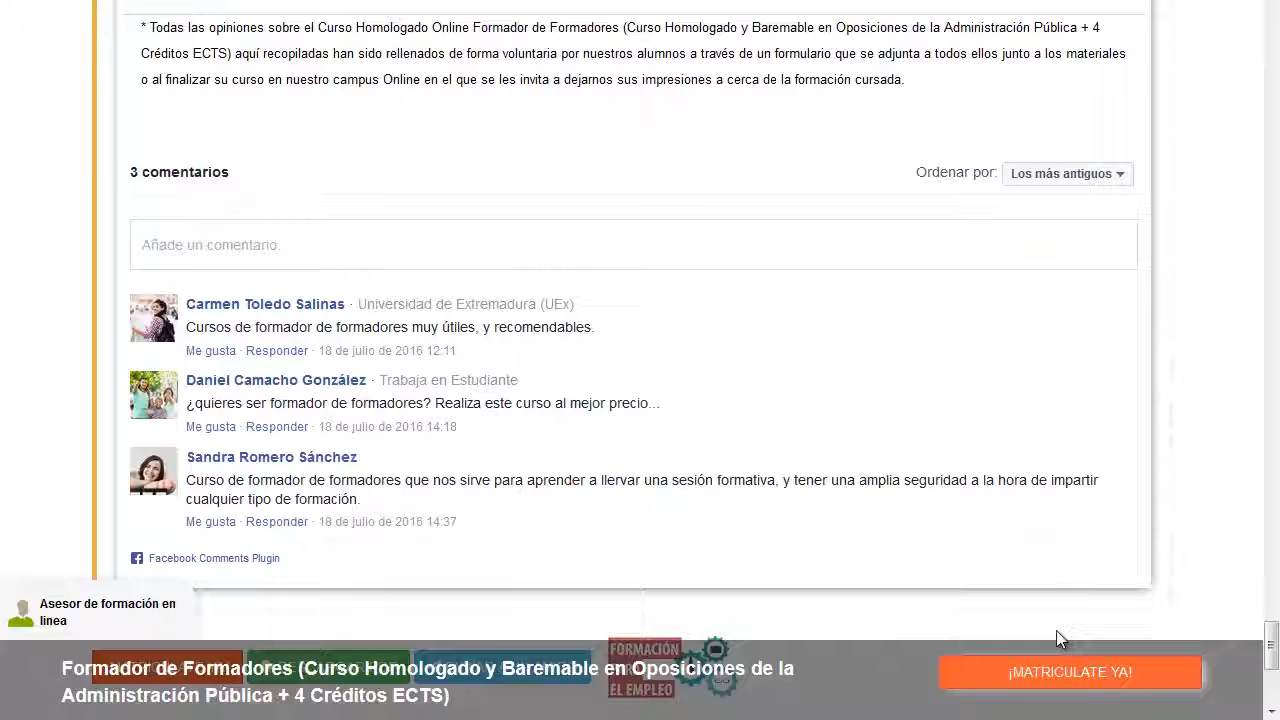 * Todas las opiniones sobre el Curso Homologado Online Formador de Formadores (Curso Homologado y Baremable en Oposiciones de la Administración Pública + 4
Créditos ECTS) aquí recopiladas han sido rellenados de forma voluntaria por nuestros alumnos a través de un formulario que se adjunta a todos ellos junto a los materiales
o al finalizar su curso en nuestro campus Online en el que se les invita a dejarnos sus impresiones a cerca de la formación cursada.
3 comentarios
Ordenar por: Los más antiguos
Añade un comentario.
Carmen Toledo Salinas · Universidad de Extremadura (UEx)
Cursos de formador de formadores muy útiles, y recomendables.
Me gusta · Responder · 18 de julio de 2016 12:11
Daniel Camacho González · Trabaja en Estudiante
¿quieres ser formador de formadores? Realiza este curso al mejor precio...
Me gusta · Responder · 18 de julio de 2016 14:18
Sandra Romero Sánchez
Curso de formador de formadores que nos sirve para aprender a llervar una sesión formativa, y tener una amplia seguridad a la hora de impartir
cualquier tipo de formación.
Me gusta · Responder · 18 de julio de 2016 14:37
Facebook Comments Plugin
Asesor de formación en
linea
FORMACIÓN
EL EMPLEO
Formador de Formadores (Curso Homologado y Baremable en Oposiciones de la
Administración Pública + 4 Créditos ECTS)
¡MATRICULATE YA!